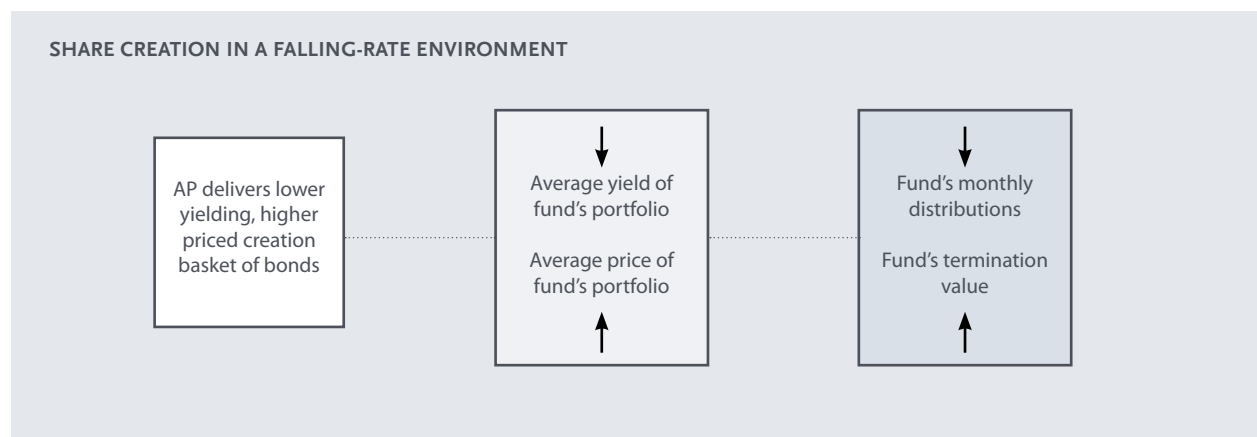 SHARE CREATION IN A FALLING-RATE ENVIRONMENT
AP delivers lower
yielding, higher
priced creation
basket of bonds
Average yield of
fund’s portfolio
Average price of
fund’s portfolio
Fund’s monthly
distributions
Fund’s termination
value